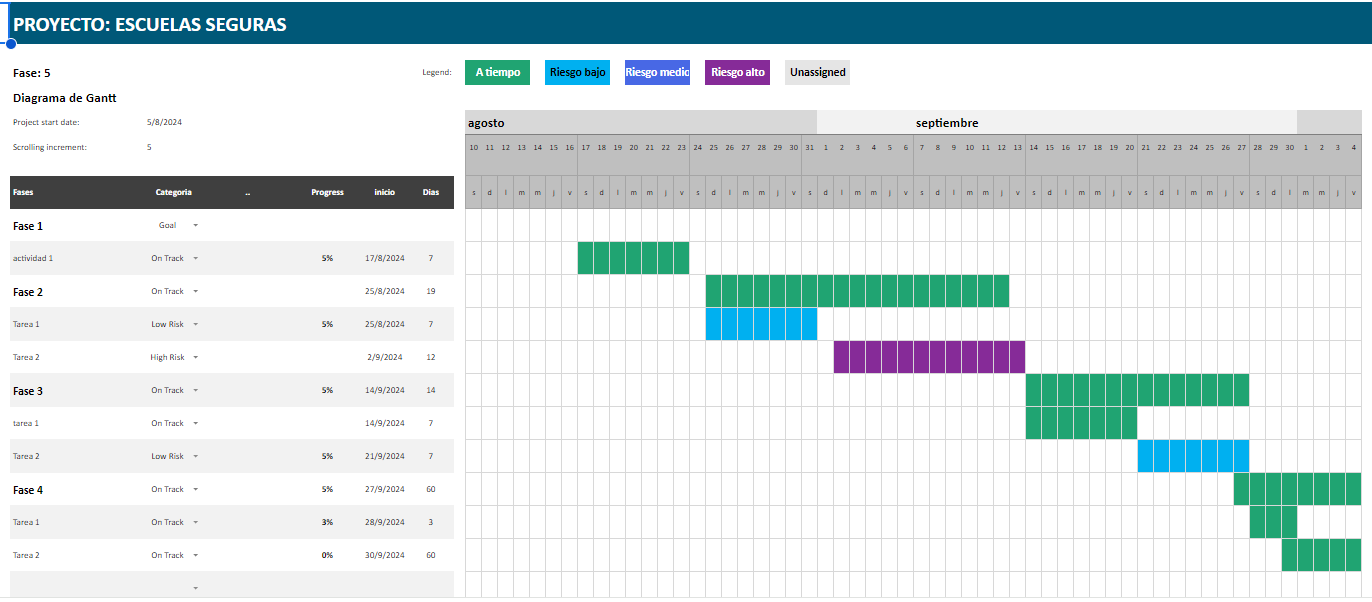 PROYECTO: ESCUELAS SEGURAS
Fase: 5
Legend: A tiempo Riesgo bajo Riesgo medio Riesgo alto Unassigned
Diagrama de Gantt
Project start date: 5/8/2024
agosto septiembre
Scrolling increment: 5
10 11 12 13 14 15 16 17 18 19 20 21 22 23 24 25 26 27 28 29 30 31 1 2 3 4 5 6 7 8 9 10 11 12 13 14 15 16 17 18 19 20 21 22 23 24 25 26 27 28 29 30 1 2 3 4
Fases Categoria .. Progress inicio Dias
s d l m m j v s d l m m j v s d l m m j v s d l m m j v s d l m m j v s d l m m j v s d l m m j v s d l m m j v
Fase 1 Goal
actividad 1 On Track 5% 17/8/2024 7
Fase 2 On Track 25/8/2024 19
Tarea 1 Low Risk 5% 25/8/2024 7
Tarea 2 High Risk 2/9/2024 12
Fase 3 On Track 5% 14/9/2024 14
tarea 1 On Track 14/9/2024 7
Tarea 2 Low Risk 5% 21/9/2024 7
Fase 4 On Track 5% 27/9/2024 60
Tarea 1 On Track 3% 28/9/2024 3
Tarea 2 On Track 0% 30/9/2024 60